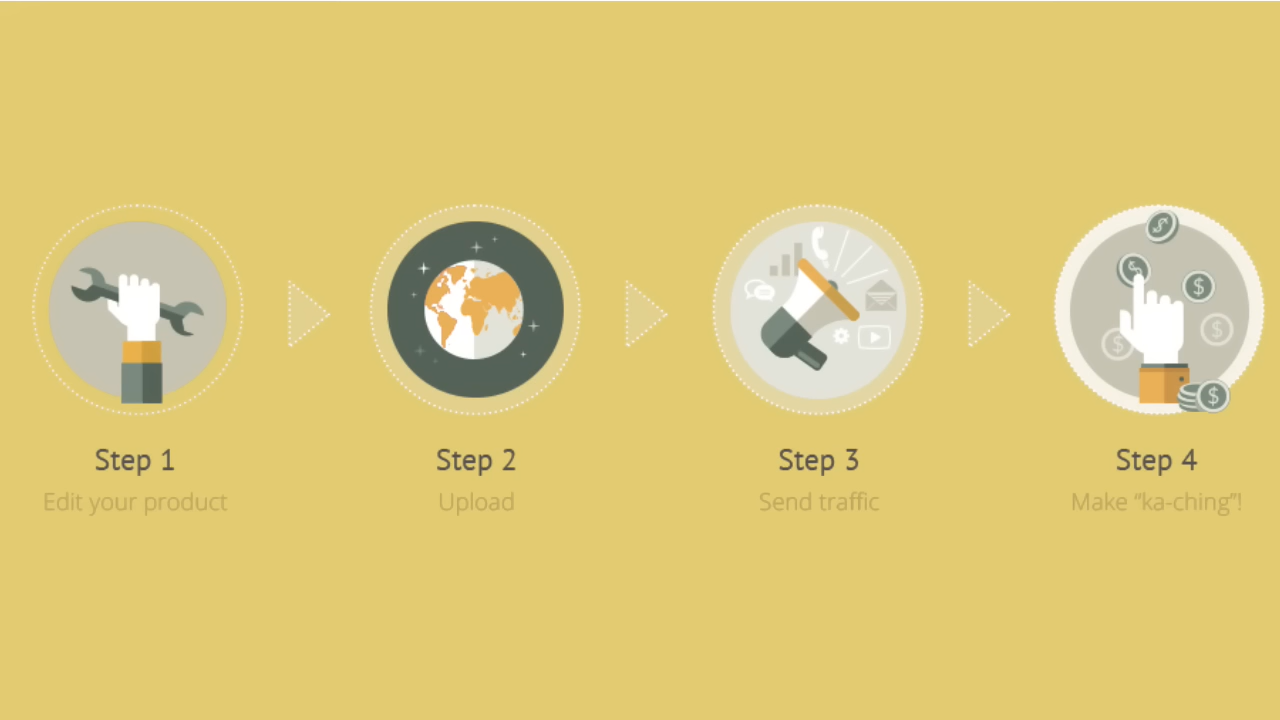 Step 1
Edit your product
Step 2
Upload
Step 3
Send traffic
Step 4
Make “ka-ching”!